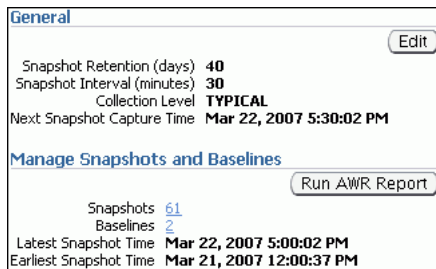 General
Edit
Snapshot Retention (days) 40
Snapshot Interval (minutes) 30
Collection Level TYPICAL
Next Snapshot Capture Time Mar 22, 2007 5:30:02 PM
Manage Snapshots and Baselines
Run AWR Report
Snapshots 61
Baselines 2
Latest Snapshot Time Mar 22, 2007 5:00:02 PM
Earliest Snapshot Time Mar 21, 2007 12:00:37 PM